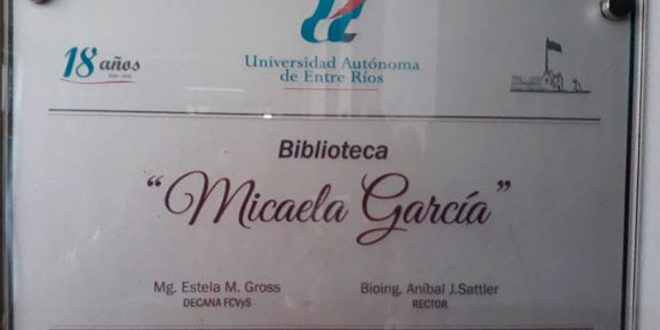 18 años
Universidad Autónoma
de Entre Ríos
Biblioteca
“Micaela García”
Mg. Estela M. Gross
DECANA FCVyS
Bioing. Aníbal J.Sattler
RECTOR